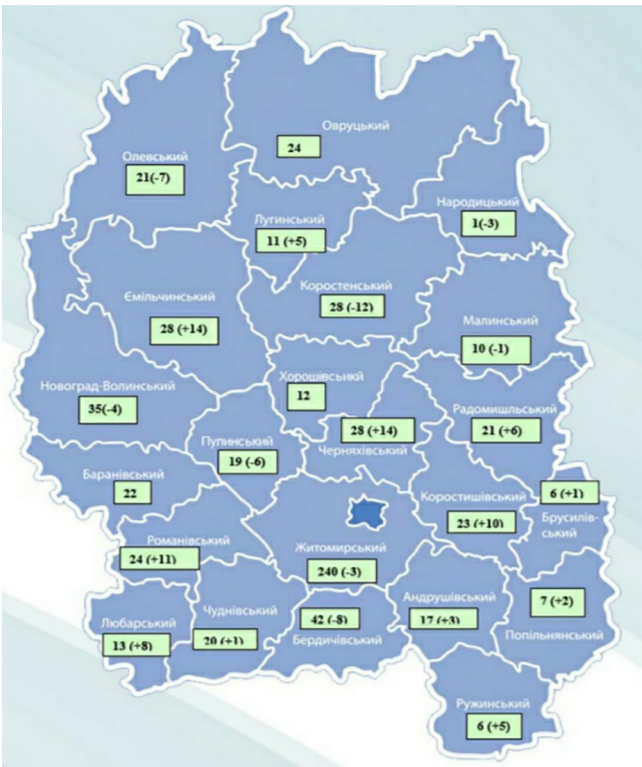 Овруцький
24
Олевський
21(-7)
Народицький
1(-3)
Лугинський
11 (+5)
Коростенський
28 (-12)
Ємільчинський
28 (+14)
Малинський
10 (-1)
Хорошівський
12
Новоград-Волинський
35(-4)
Радомишльський
21 (+6)
28 (+14)
Черняхівський
Пулинський
19 (-6)
Баранівський
22
6 (+1)
Брусилів-
ський
Коростишівський
23 (+10)
Романівський
24 (+11)
Житомирський
240 (-3)
Андрушівський
17 (+3)
7 (+2)
Попільнянський
Чуднівський
20 (+1)
42 (-8)
Бердичівський
Любарський
13 (+8)
Ружинський
6 (+5)